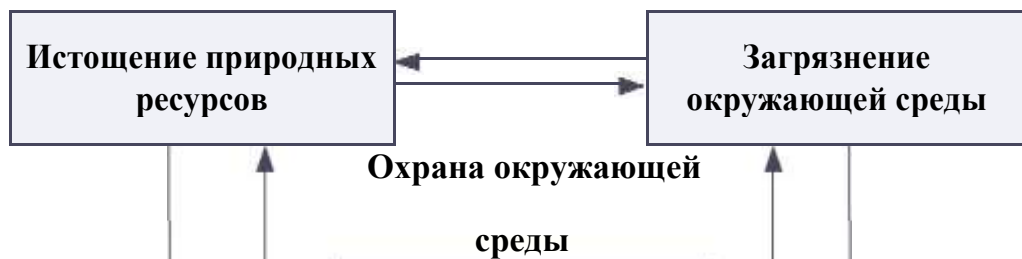 Истощение природных
ресурсов
Загрязнение
окружающей среды
Охрана окружающей
среды